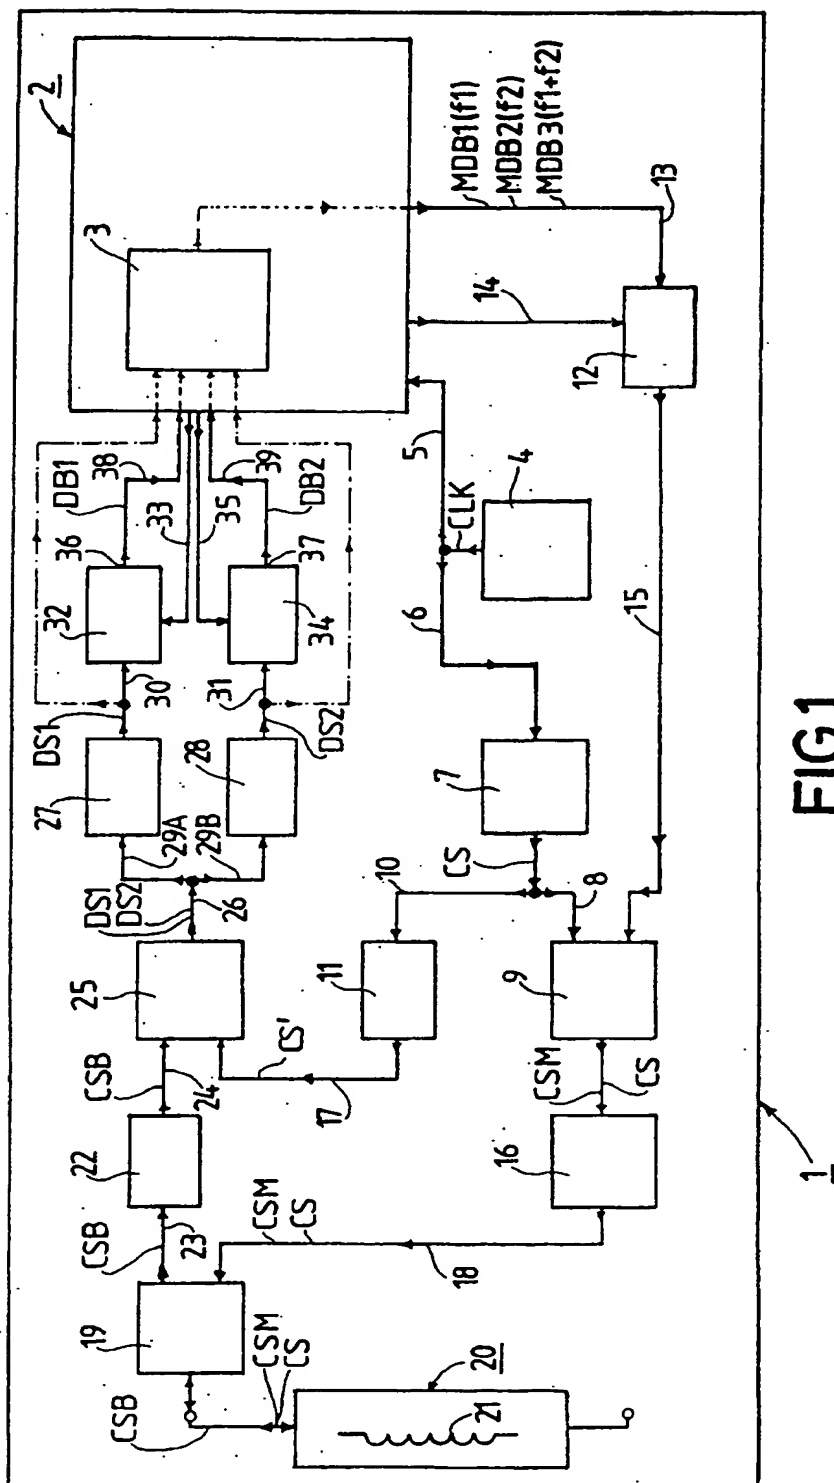 2
3
MDB1(f1)
MDB2(f2)
MDB3(f1+f2)
13
14
12
15
5
CLK
4
6
7
CS
10
8
9
11
CS'
17
CSM
CS
16
CSM
CS
18
DB1
38
33
35
39
DB2
36
37
32
34
30
31
DS1
DS2
27
28
29A
29B
DS1
DS2
26
25
CSB
24
22
CSB
23
19
CSB
CSM
CS
20
21
1
FIG.1